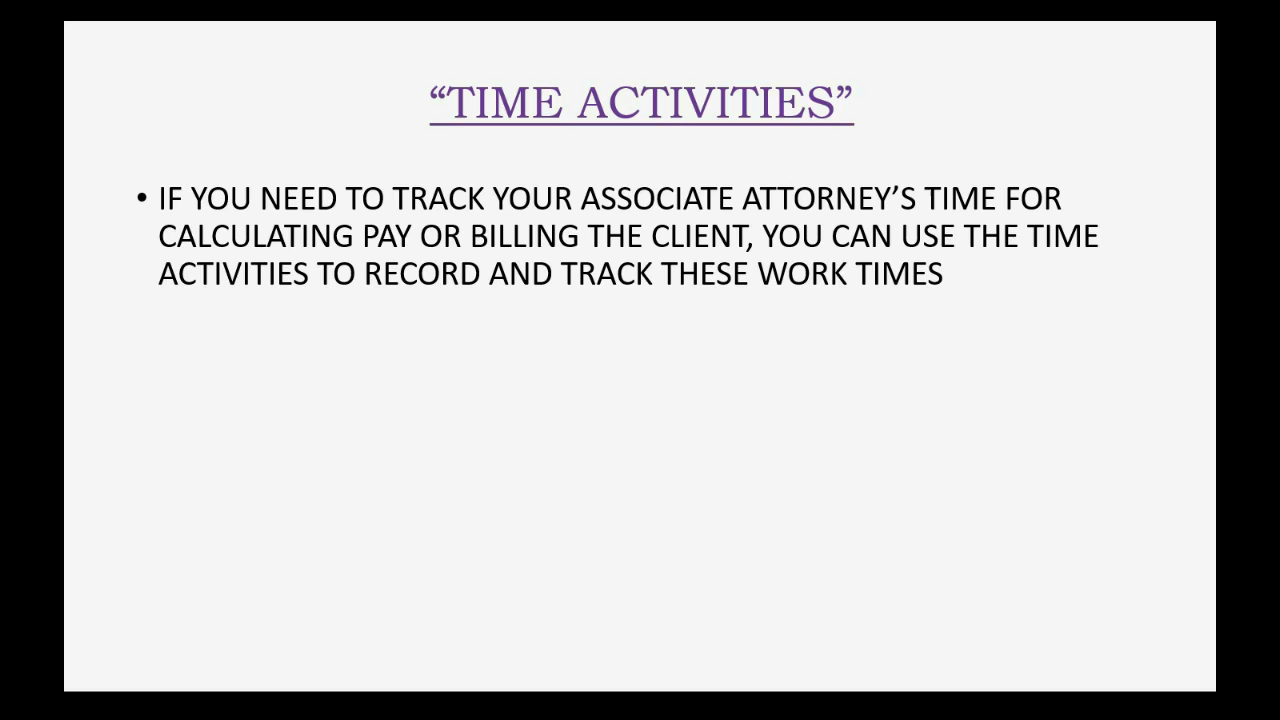 “TIME ACTIVITIES”
• IF YOU NEED TO TRACK YOUR ASSOCIATE ATTORNEY’S TIME FOR
CALCULATING PAY OR BILLING THE CLIENT, YOU CAN USE THE TIME
ACTIVITIES TO RECORD AND TRACK THESE WORK TIMES